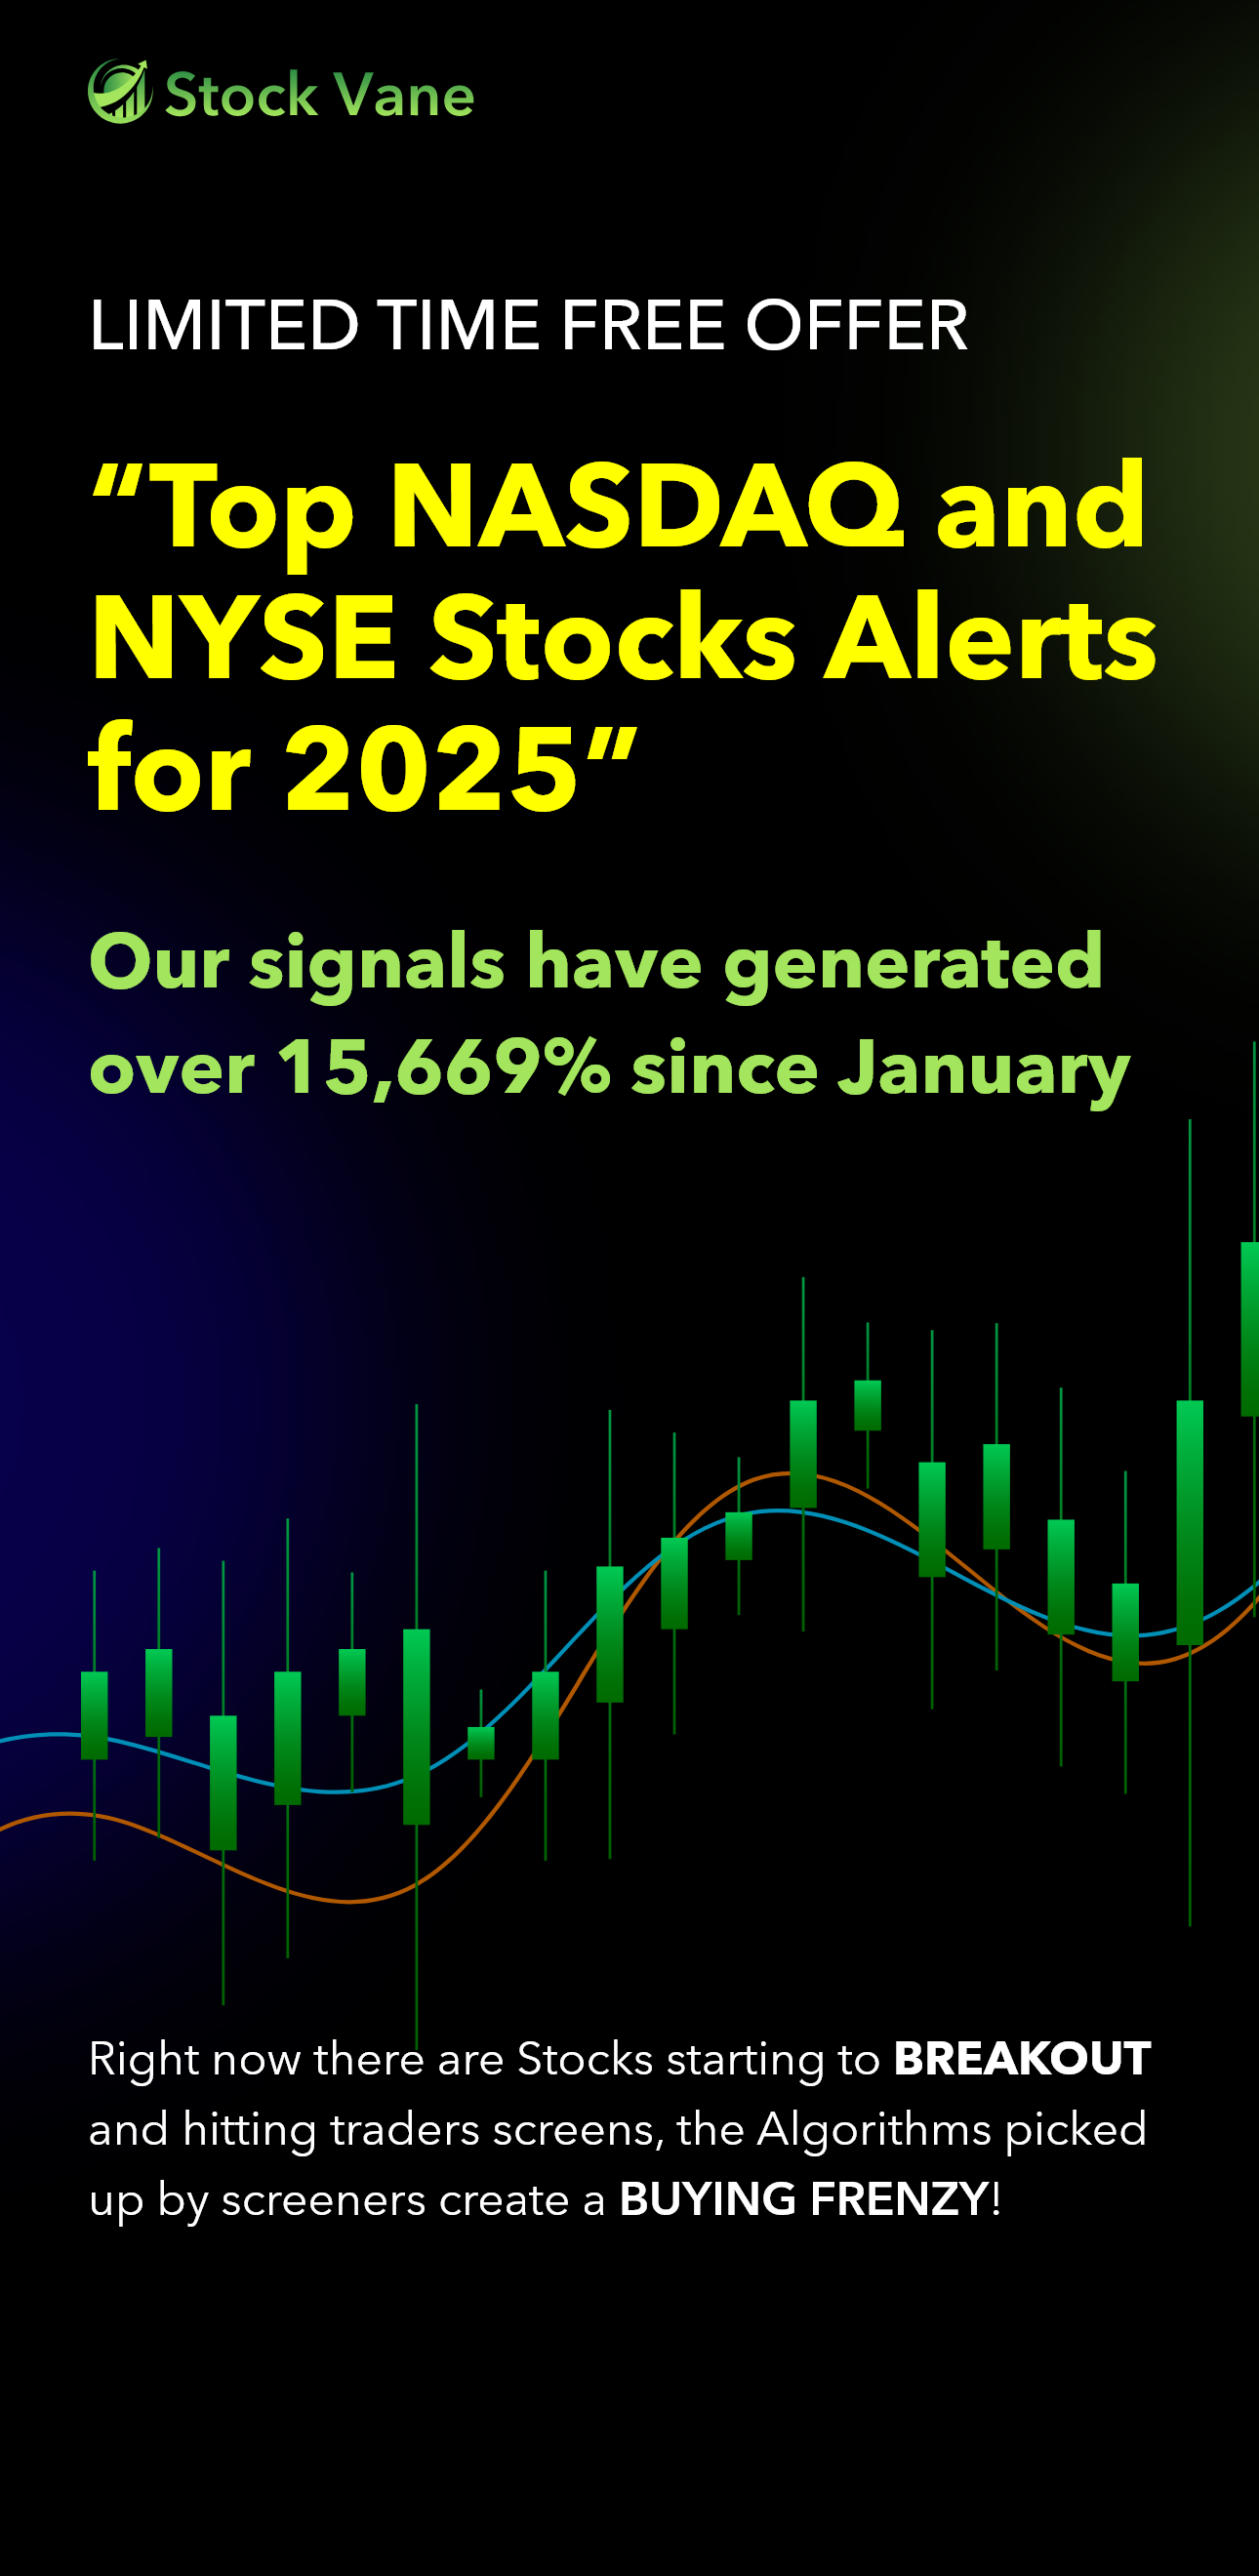 Stock Vane
LIMITED TIME FREE OFFER
“Top NASDAQ and
NYSE Stocks Alerts
for 2025”
Our signals have generated
over 15,669% since January
Right now there are Stocks starting to BREAKOUT
and hitting traders screens, the Algorithms picked
up by screeners create a BUYING FRENZY!